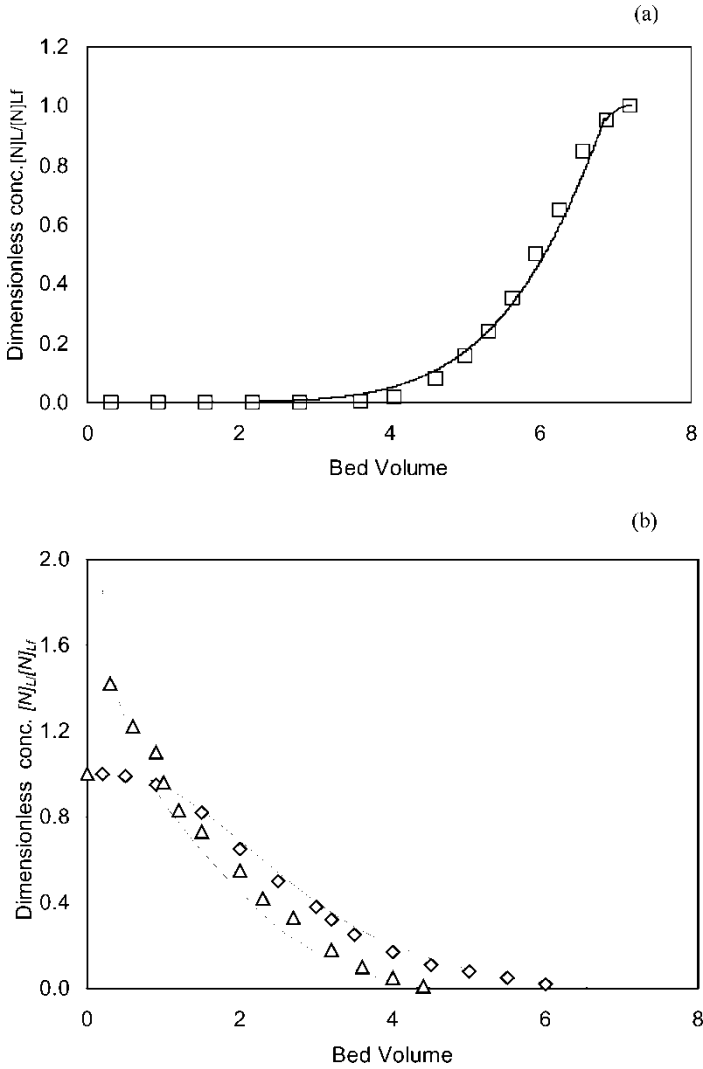 (a)
1.2
1.0
0.8
0.6
0.4
0.2
0.0
Dimensionless conc.[N]L/[N]Lf
0 2 4 6 8
Bed Volume
(b)
2.0
1.6
1.2
0.8
0.4
0.0
Dimensionless conc. [N]L/[N]Lf
0 2 4 6 8
Bed Volume